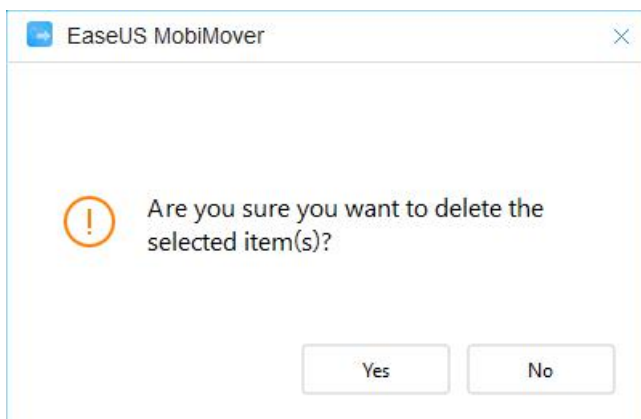 EaseUS MobiMover
Are you sure you want to delete the
selected item(s)?
Yes
No